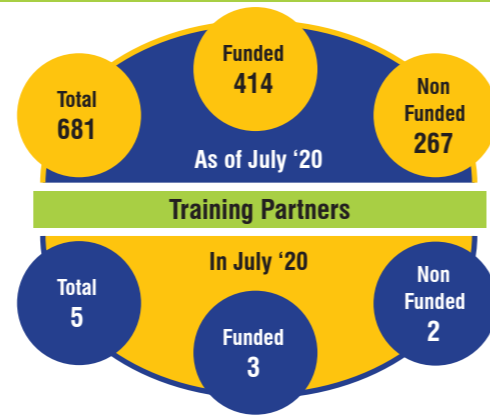 Total
681
Funded
414
Non
Funded
267
As of July ‘20
Training Partners
In July ‘20
Total
5
Funded
3
Non
Funded
2